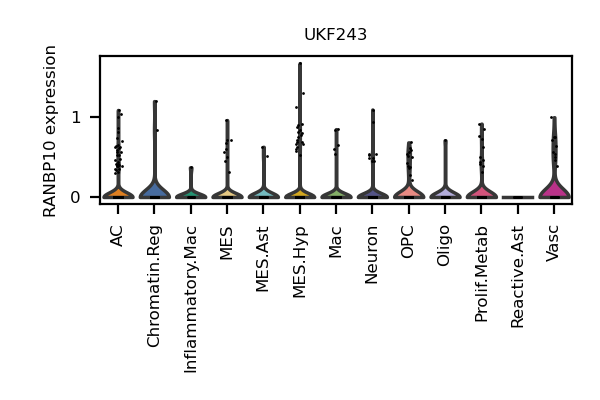 UKF243
RANBP10 expression
1
0
AC
Chromatin.Reg
Inflammatory.Mac
MES
MES.Ast
MES.Hyp
Mac
Neuron
OPC
Oligo
Prolif.Metab
Reactive.Ast
Vasc